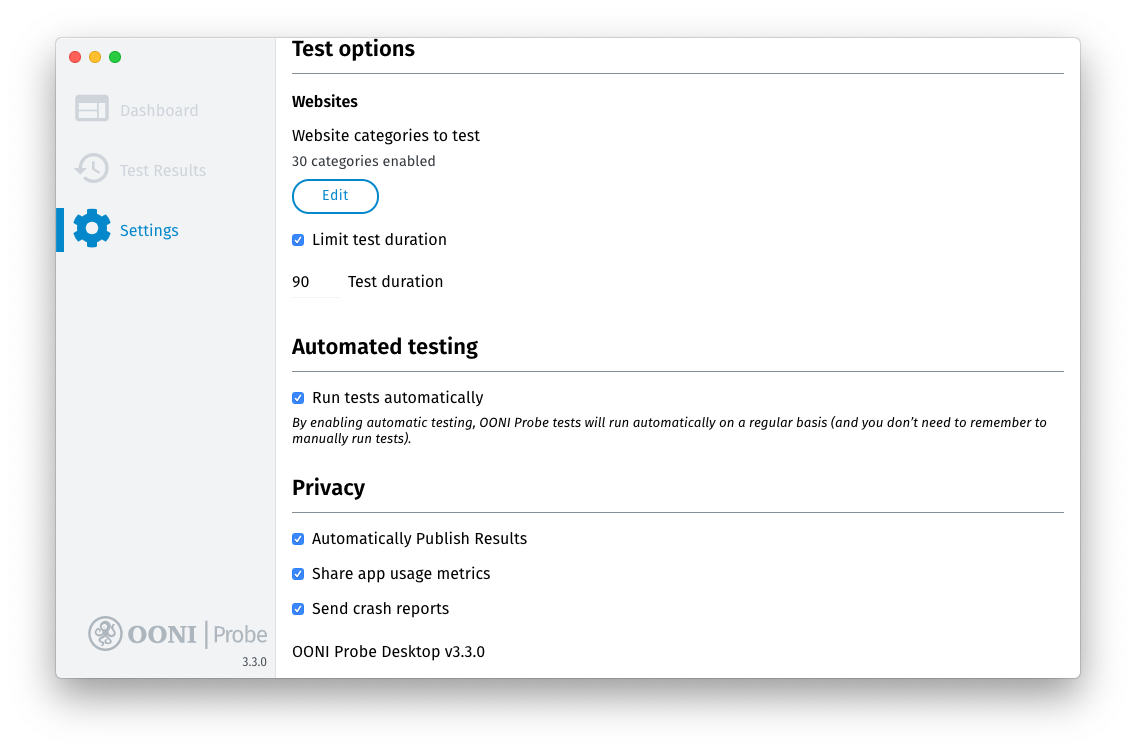 Dashboard
Test Results
Settings
OONI | Probe
3.3.0
Test options
Websites
Website categories to test
30 categories enabled
Edit
Limit test duration
90 Test duration
Automated testing
Run tests automatically
By enabling automatic testing, OONI Probe tests will run automatically on a regular basis (and you don’t need to remember to
manually run tests).
Privacy
Automatically Publish Results
Share app usage metrics
Send crash reports
OONI Probe Desktop v3.3.0